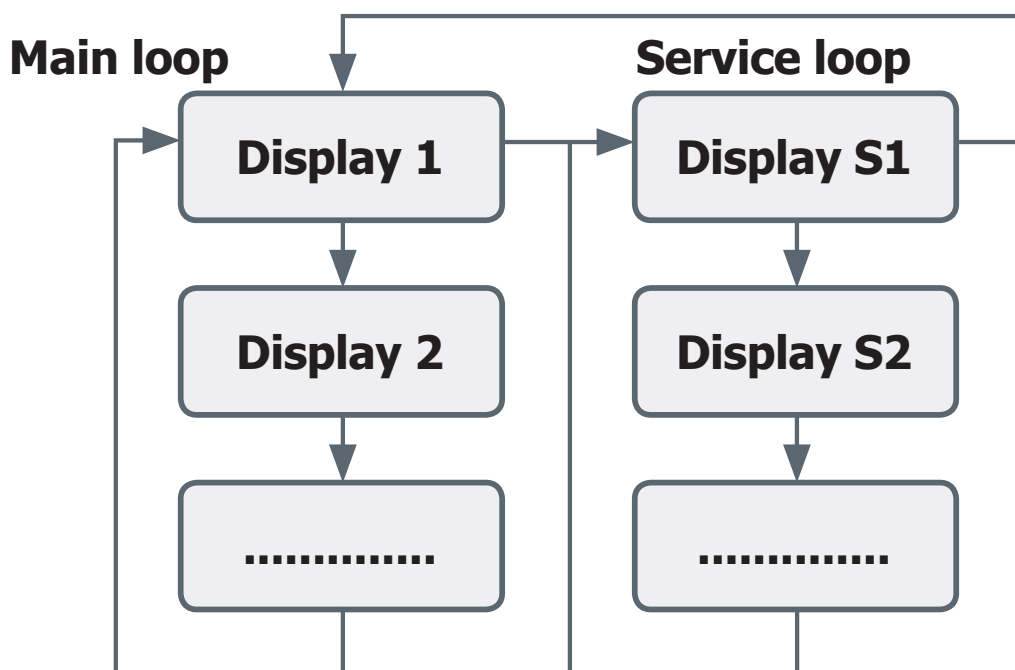 Main loop
Display 1
Display 2
..............
Service loop
Display S1
Display S2
..............